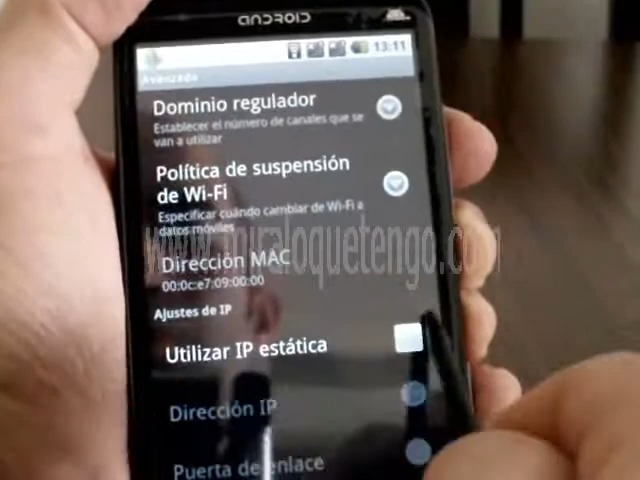 ANDROID
13:11
Avanzado
Dominio regulador
Establecer el número de canales que se
van a utilizar
Política de suspensión
de Wi-Fi
Especificar cuándo cambiar de Wi-Fi a
datos móviles
www.miraloquetengo.com
Dirección MAC
00:0c:e7:09:00:00
Ajustes de IP
Utilizar IP estática
Dirección IP
Puerta de enlace